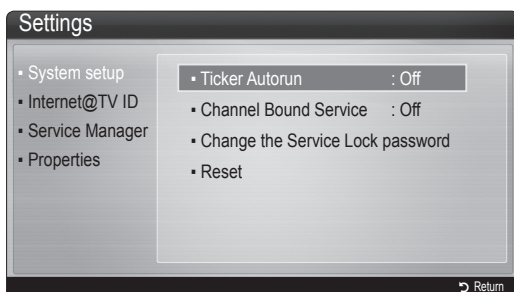 Settings
▪ System setup
▪ Internet@TV ID
▪ Service Manager
▪ Properties
▪ Ticker Autorun : Off
▪ Channel Bound Service : Off
▪ Change the Service Lock password
▪ Reset
Return